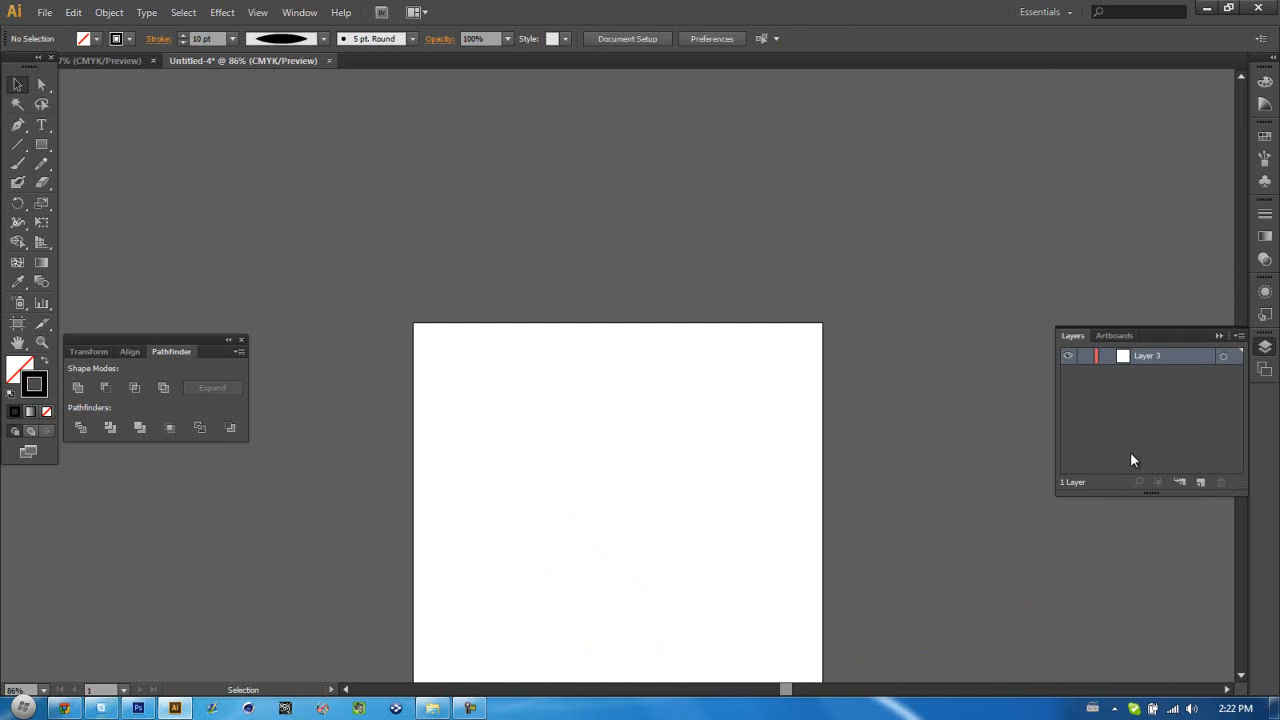 Ai File Edit Object Type Select Effect View Window Help Br Essentials
No Selection Stroke: 10 pt 5 pt. Round Opacity: 100% Style: Document Setup Preferences
7% (CMYK/Preview) × Untitled-4* @ 86% (CMYK/Preview) ×
Transform Align Pathfinder
Shape Modes:
Expand
Pathfinders:
Layers Artboards
Layer 3
1 Layer
86% 1 Selection
Ps Ai 2:22 PM